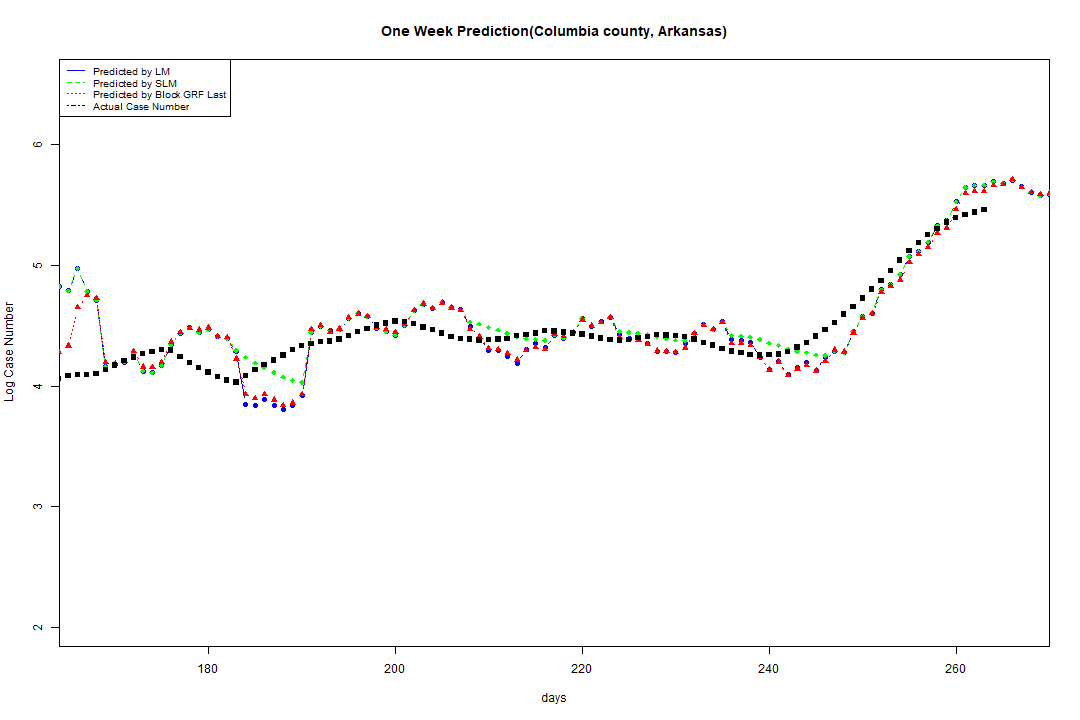 One Week Prediction(Columbia county, Arkansas)
Predicted by LM
Predicted by SLM
Predicted by Block GRF Last
Actual Case Number
6
5
4
3
2
Log Case Number
180 200 220 240 260
days